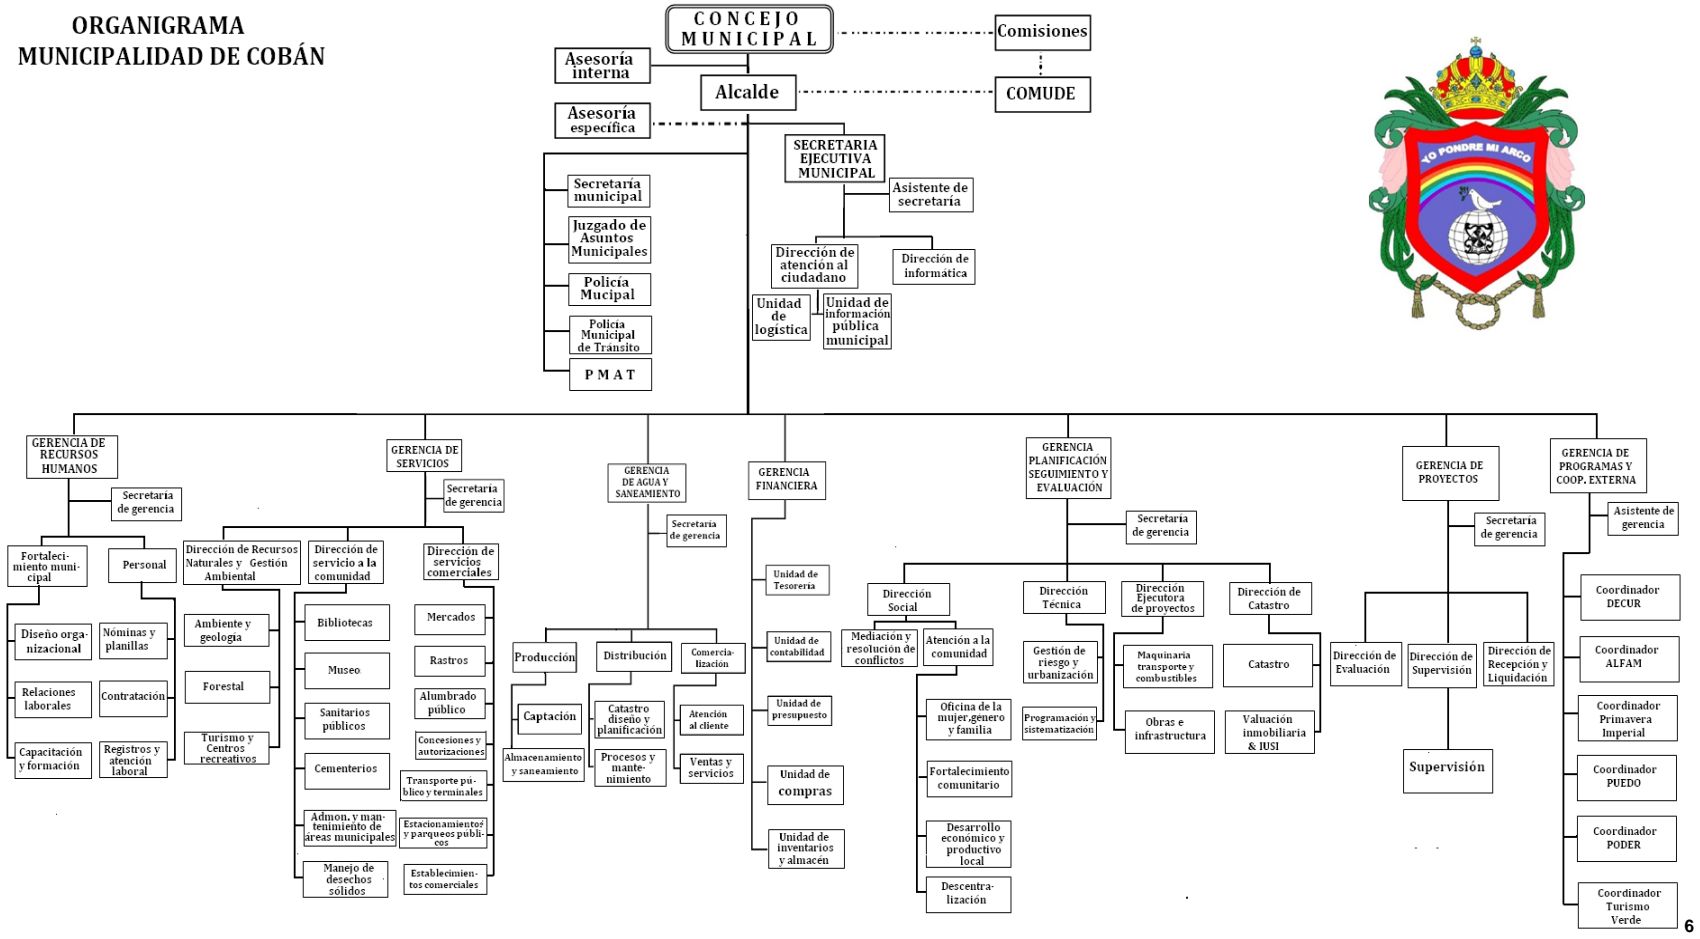 ORGANIGRAMA
MUNICIPALIDAD DE COBÁN
CONCEJO
MUNICIPAL
Comisiones
Asesoría
interna
Alcalde
COMUDE
Asesoría
específica
SECRETARIA
EJECUTIVA
MUNICIPAL
Asistente de
secretaría
Secretaría
municipal
Juzgado de
Asuntos
Municipales
Policía
Mucipal
Policía
Municipal
de Tránsito
P M A T
Dirección de
atención al
ciudadano
Dirección de
informática
Unidad
de
logística
Unidad de
información
pública
municipal
YO PONDRE MI ARCO
GERENCIA DE
RECURSOS
HUMANOS
Secretaría
de gerencia
Fortaleci-
miento muni-
cipal
Personal
Diseño orga-
nizacional
Relaciones
laborales
Capacitación
y formación
Nóminas y
planillas
Contratación
Registros y
atención
laboral
GERENCIA DE
SERVICIOS
Secretaría
de gerencia
Dirección de Recursos
Naturales y Gestión
Ambiental
Dirección de
servicio a la
comunidad
Dirección de
servicios
comerciales
Ambiente y
geología
Forestal
Turismo y
Centros
recreativos
Bibliotecas
Museo
Sanitarios
públicos
Cementerios
Admon. y man-
tenimiento de
áreas municipales
Manejo de
desechos
sólidos
Mercados
Rastros
Alumbrado
público
Concesiones y
autorizaciones
Transporte pú-
blico y terminales
Estacionamientos
y parqueos públi-
cos
Establecimien-
tos comerciales
GERENCIA
DE AGUA Y
SANEAMIENTO
Secretaría
de gerencia
Producción
Distribución
Comercia-
lización
Captación
Almacenamiento
y saneamiento
Catastro
diseño y
planificación
Procesos y
mante-
nimiento
Atención
al cliente
Ventas y
servicios
GERENCIA
FINANCIERA
Unidad de
Tesorería
Unidad de
contabilidad
Unidad de
presupuesto
Unidad de
compras
Unidad de
inventarios
y almacén
GERENCIA
PLANIFICACIÓN
SEGUIMIENTO Y
EVALUACIÓN
Secretaría
de gerencia
Dirección
Social
Dirección
Técnica
Dirección
Ejecutora
de proyectos
Dirección de
Catastro
Mediación y
resolución de
conflictos
Atención a la
comunidad
Oficina de la
mujer,género
y familia
Fortalecimiento
comunitario
Desarrollo
económico y
productivo
local
Descentra-
lización
Gestión de
riesgo y
urbanización
Programación y
sistematización
Maquinaria
transporte y
combustibles
Obras e
infrastructura
Catastro
Valuación
inmobiliaria
& IUSI
GERENCIA DE
PROYECTOS
Secretaría
de gerencia
Dirección de
Evaluación
Dirección de
Supervisión
Dirección de
Recepción y
Liquidación
Supervisión
GERENCIA DE
PROGRAMAS Y
COOP. EXTERNA
Asistente de
gerencia
Coordinador
DECUR
Coordinador
ALFAM
Coordinador
Primavera
Imperial
Coordinador
PUEDO
Coordinador
PODER
Coordinador
Turismo
Verde
6